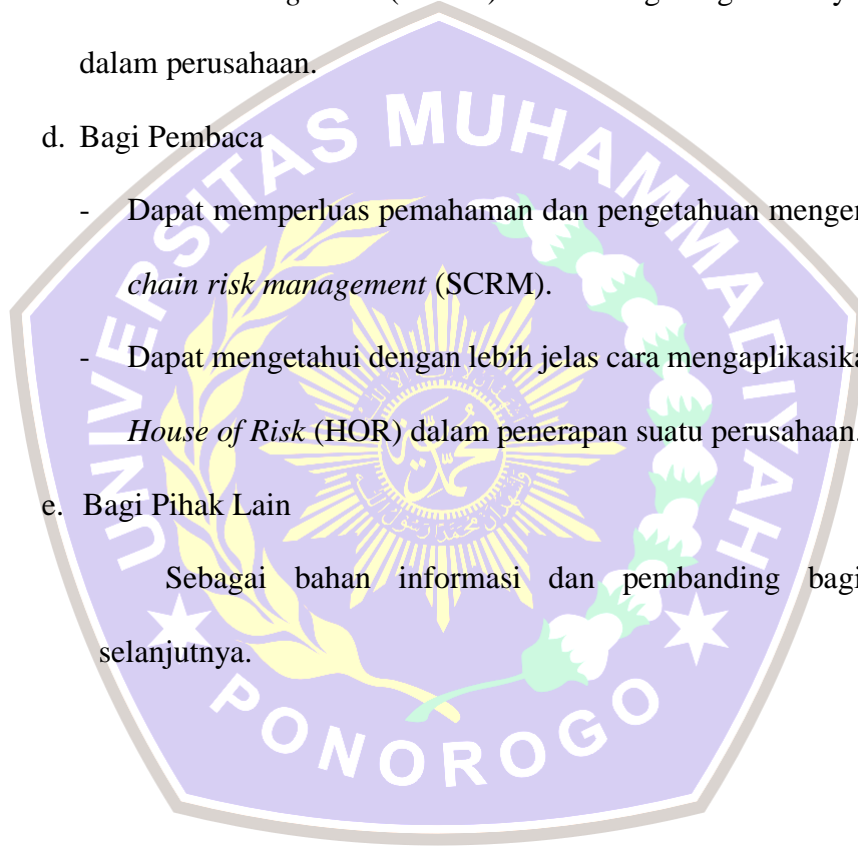 dalam perusahaan.
d. Bagi Pembaca
- Dapat memperluas pemahaman dan pengetahuan
chain risk management (SCRM).
- Dapat mengetahui dengan lebih jelas cara
House of Risk (HOR) dalam penerapan suatu perusahaan.
e. Bagi Pihak Lain
Sebagai bahan informasi dan pembanding bagi
selanjutnya.
UNIVERSITAS MUHAMMADIYAH
PONOROGO